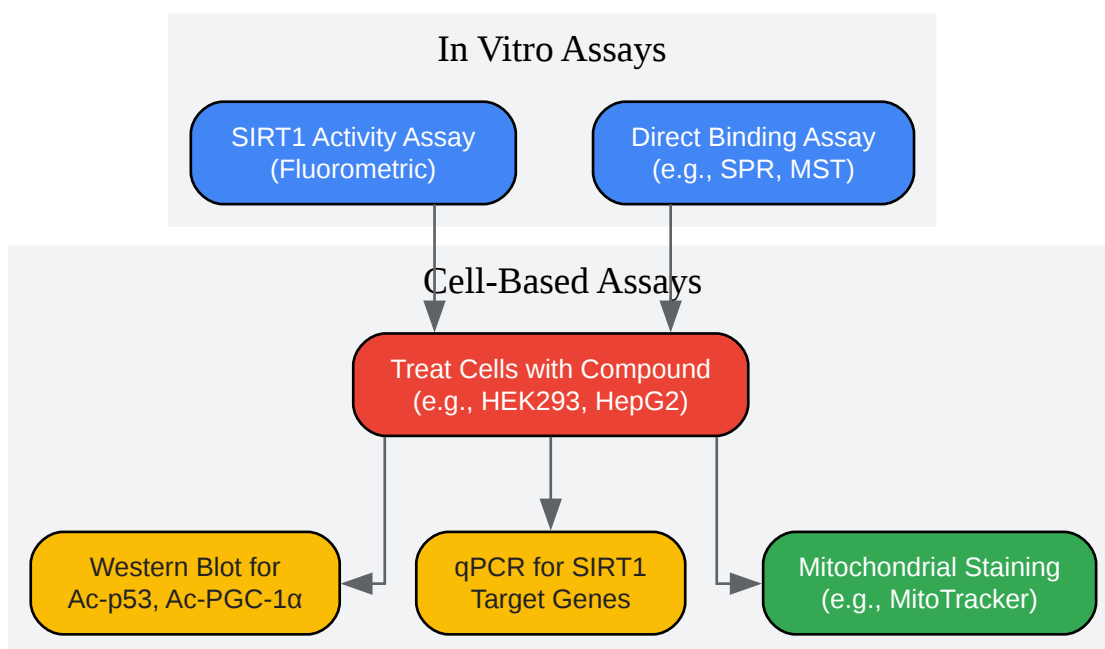 In Vitro Assays
SIRT1 Activity Assay
(Fluorometric)
Direct Binding Assay
(e.g., SPR, MST)
Cell-Based Assays
Treat Cells with Compound
(e.g., HEK293, HepG2)
Western Blot for
Ac-p53, Ac-PGC-1α
qPCR for SIRT1
Target Genes
Mitochondrial Staining
(e.g., MitoTracker)